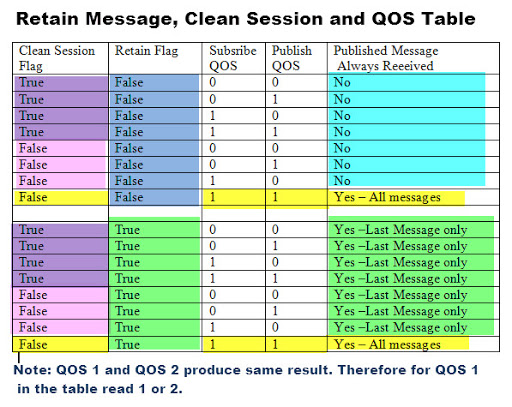 Retain Message, Clean Session and QOS Table
Clean Session Flag Retain Flag Subsribe QOS Publish QOS Published Message Always Reeeived
True False 0 0 No
True False 0 1 No
True False 1 0 No
True False 1 1 No
False False 0 0 No
False False 0 1 No
False False 1 0 No
False False 1 1 Yes – All messages
True True 0 0 Yes –Last Message only
True True 0 1 Yes –Last Message only
True True 1 0 Yes –Last Message only
True True 1 1 Yes –Last Message only
False True 0 0 Yes –Last Message only
False True 0 1 Yes –Last Message only
False True 1 0 Yes –Last Message only
False True 1 1 Yes – All messages
Note: QOS 1 and QOS 2 produce same result. Therefore for QOS 1
in the table read 1 or 2.